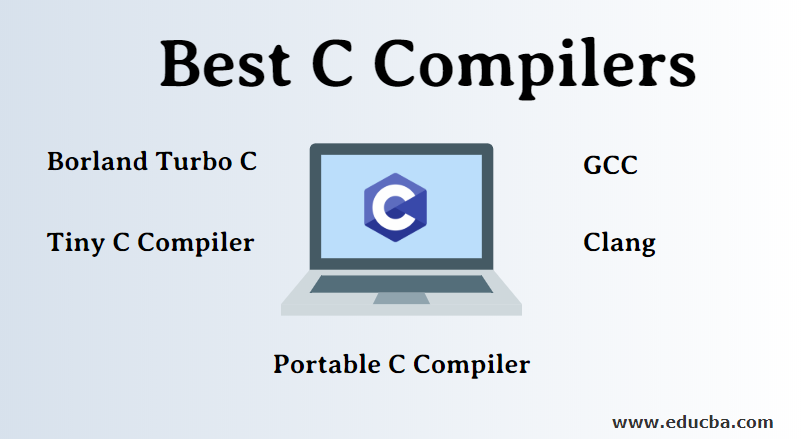 Best C Compilers
Borland Turbo C
GCC
C
Tiny C Compiler
Clang
Portable C Compiler
www.educba.com